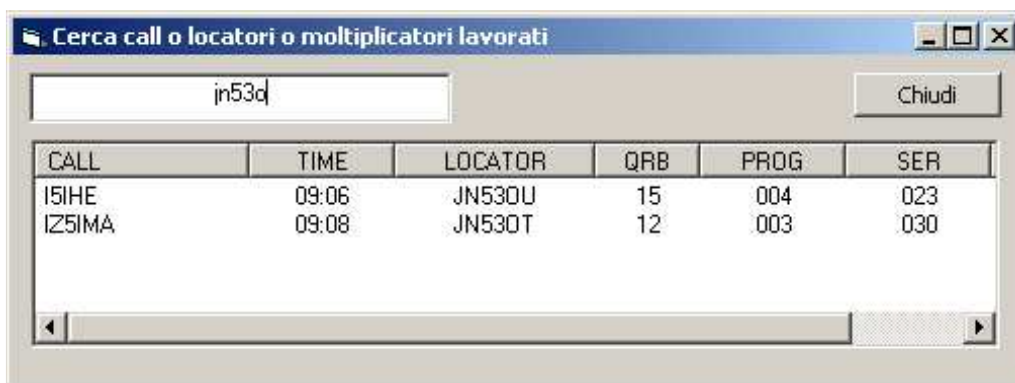 Cerca call o locatori o moltiplicatori lavorati
jn53o
Chiudi
CALL TIME LOCATOR QRB PROG SER
I5IHE 09:06 JN53OU 15 004 023
IZ5IMA 09:08 JN53OT 12 003 030